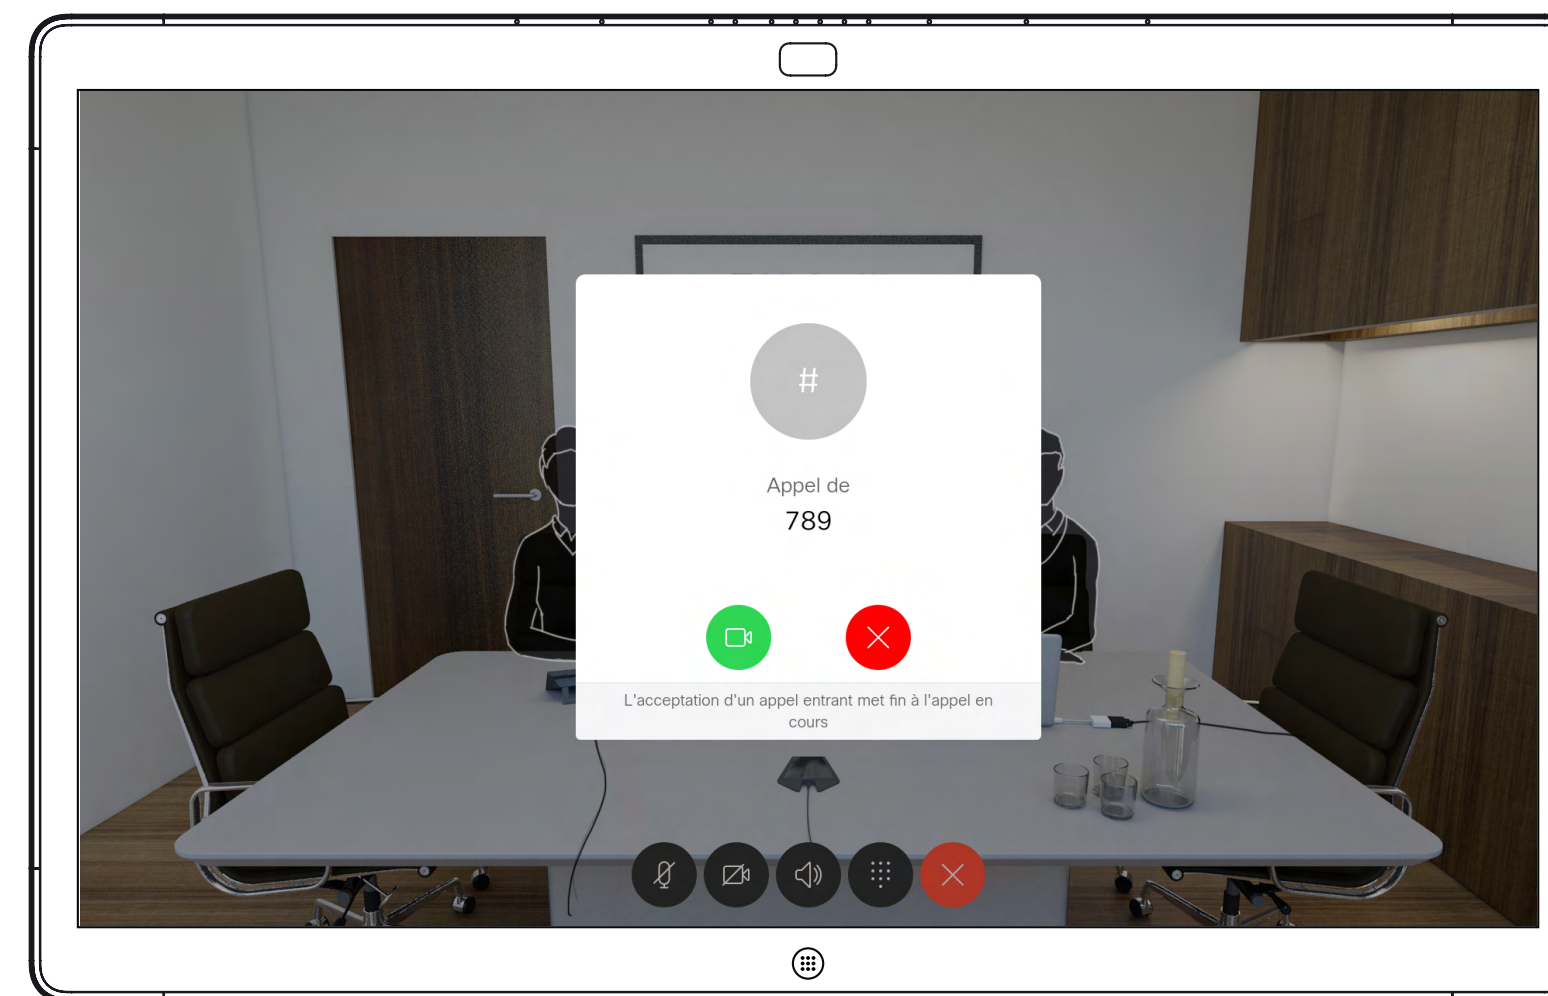 #
Appel de
789
L'acceptation d'un appel entrant met fin à l'appel en
cours